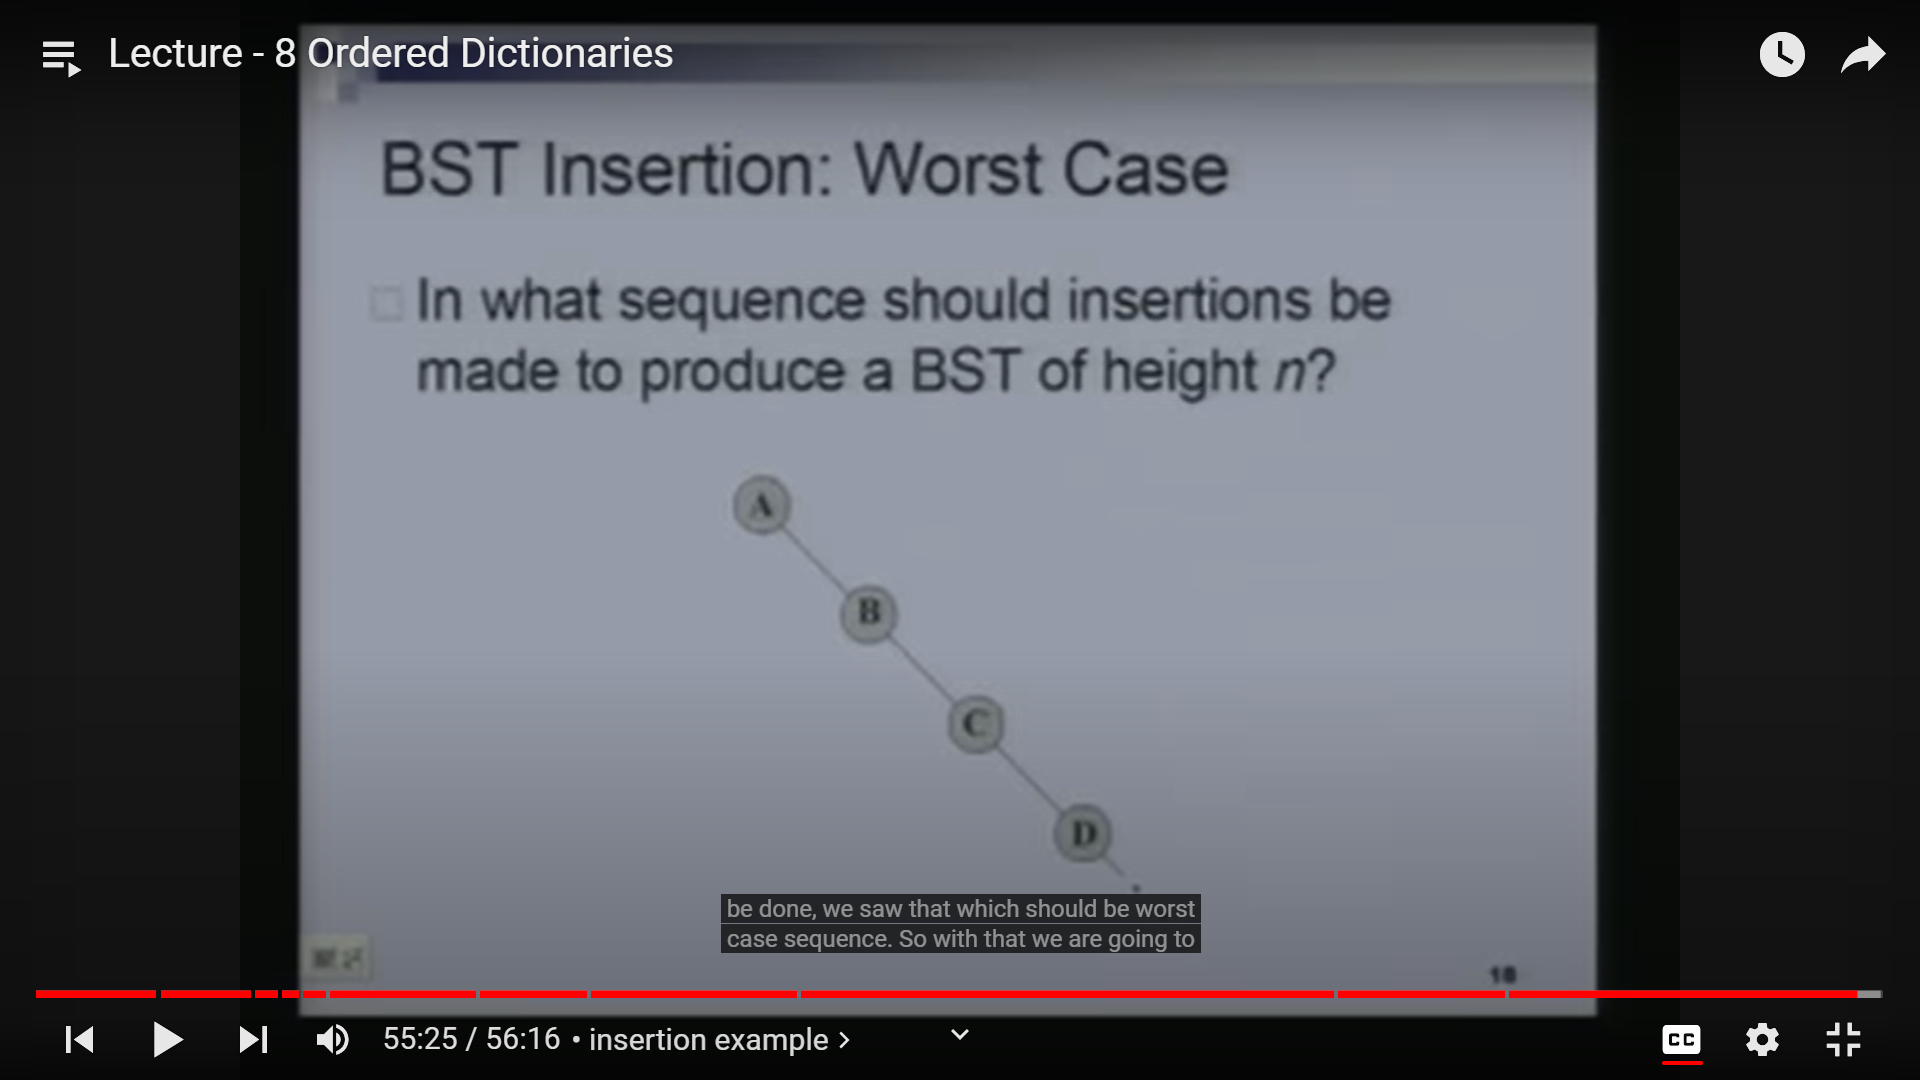 Lecture - 8 Ordered Dictionaries
BST Insertion: Worst Case
In what sequence should insertions be
made to produce a BST of height n?
A
B
C
D
be done, we saw that which should be worst
case sequence. So with that we are going to
18
55:25 / 56:16 • insertion example
CC